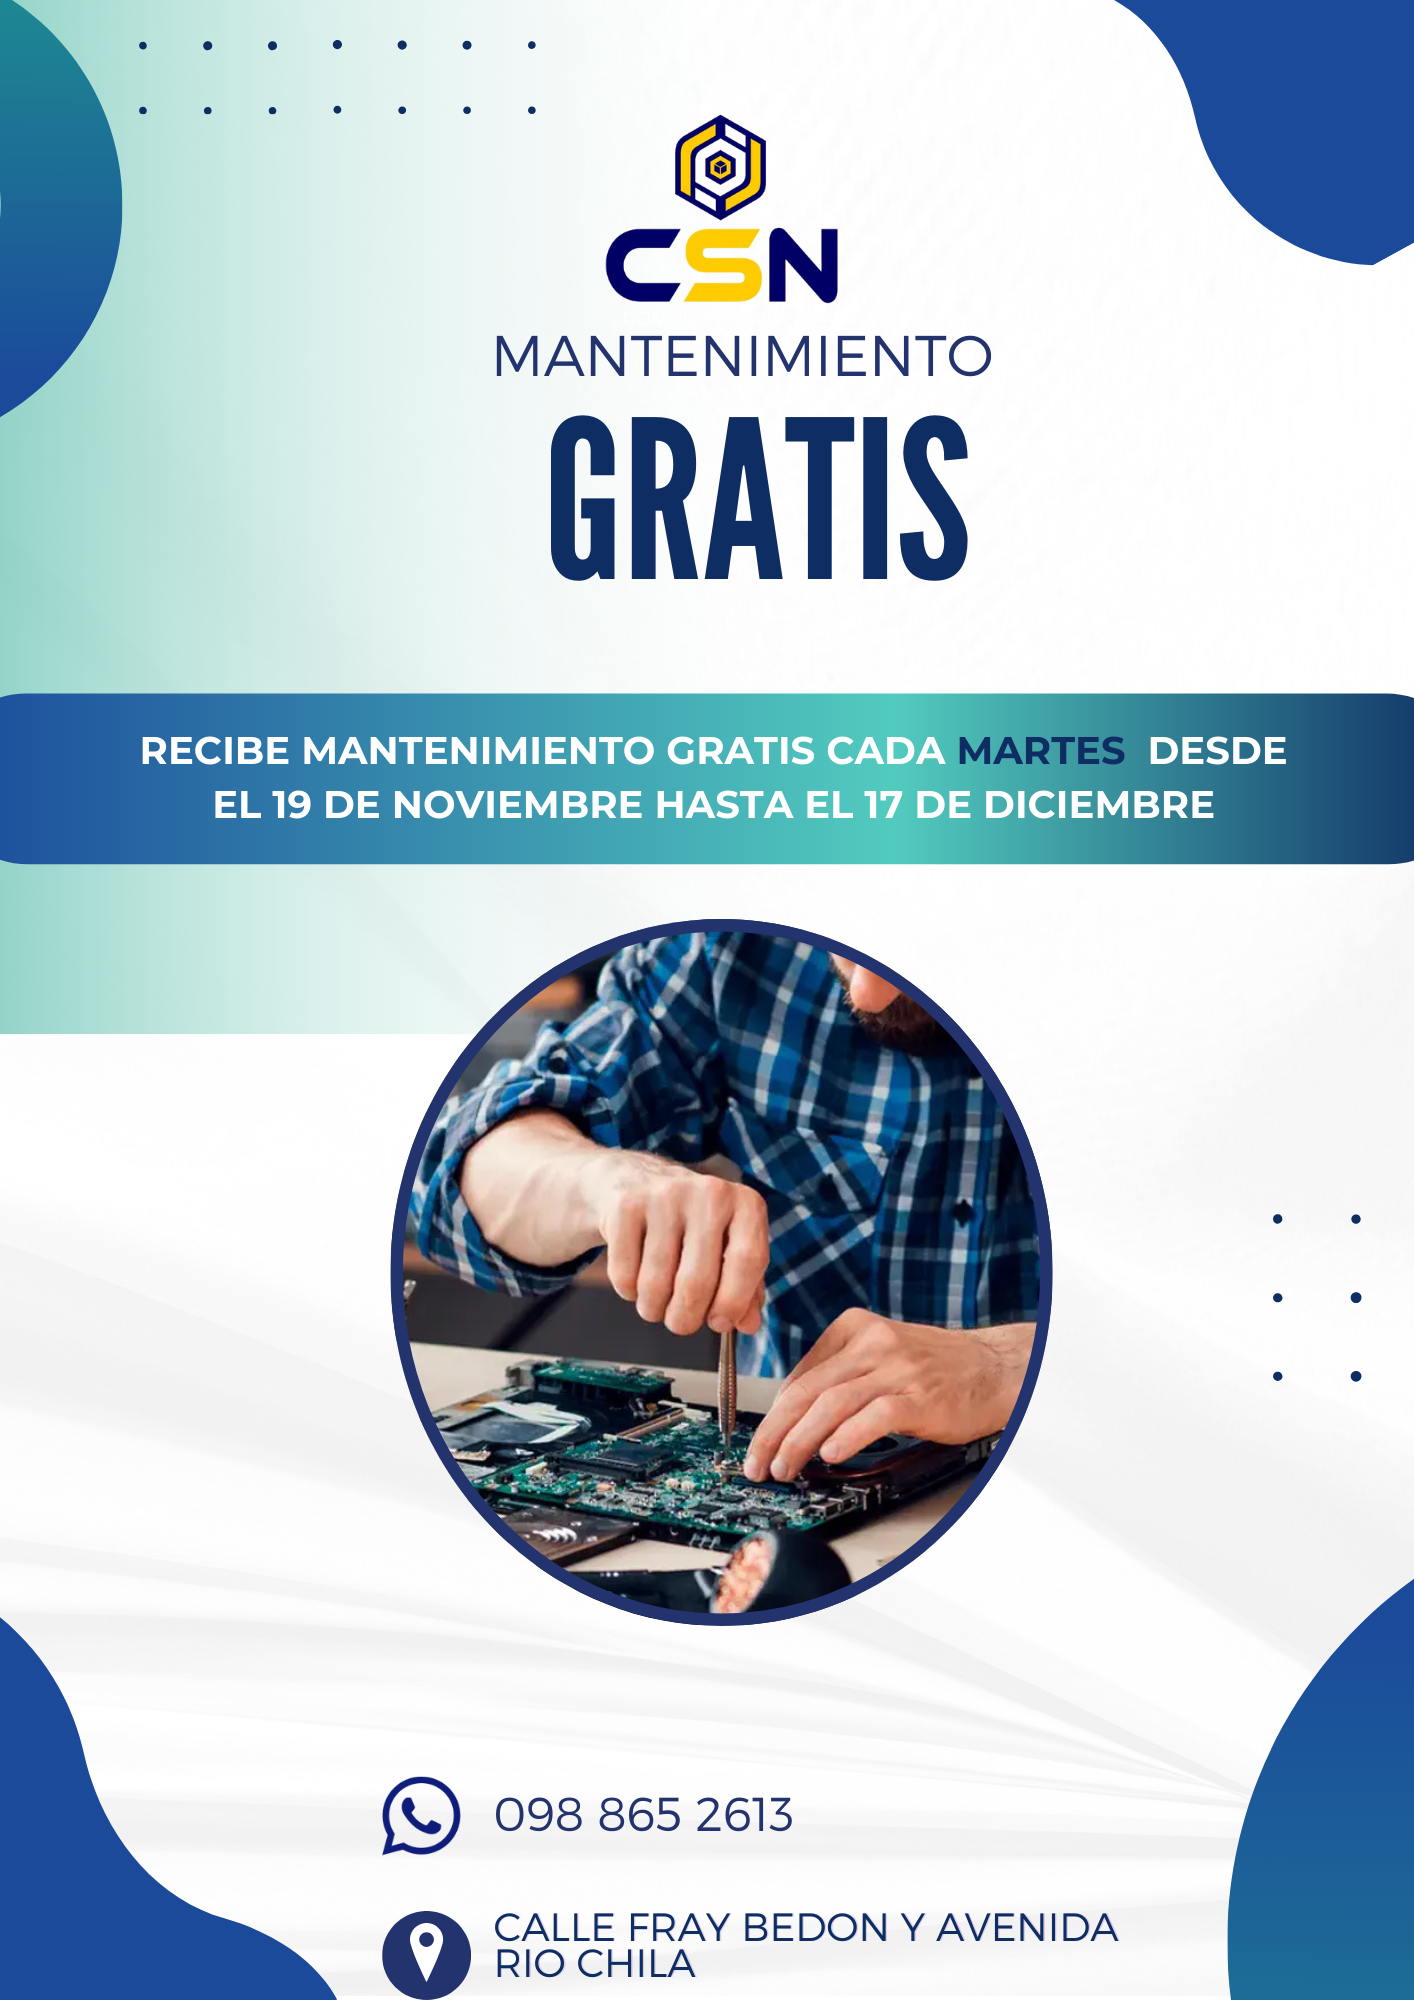 CSN
MANTENIMIENTO
GRATIS
RECIBE MANTENIMIENTO GRATIS CADA MARTES DESDE
EL 19 DE NOVIEMBRE HASTA EL 17 DE DICIEMBRE
098 865 2613
CALLE FRAY BEDON Y AVENIDA
RIO CHILA